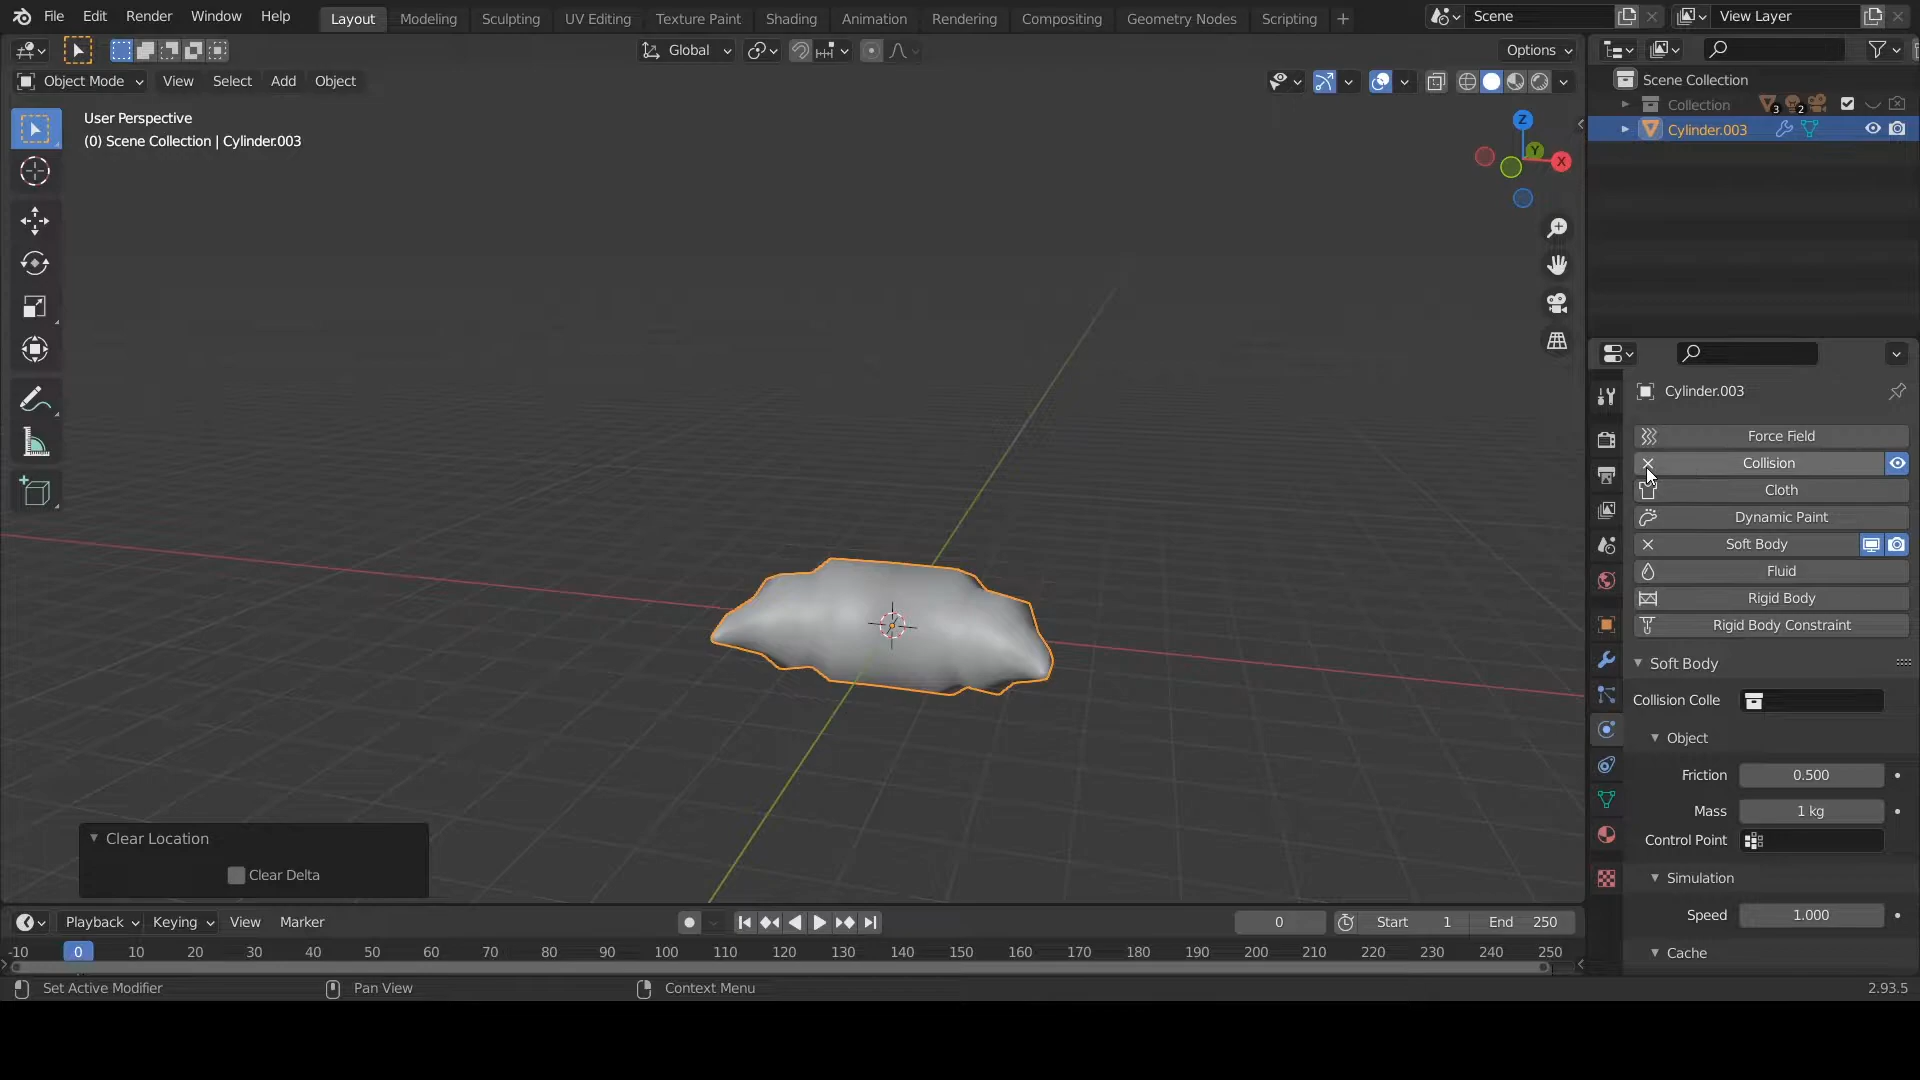 File Edit Render Window Help Layout Modeling Sculpting UV Editing Texture Paint Shading Animation Rendering Compositing Geometry Nodes Scripting + Scene View Layer
Global Options
Object Mode View Select Add Object
Scene Collection
Collection 3 2
Cylinder.003
User Perspective
(0) Scene Collection | Cylinder.003
Z
Y
X
Cylinder.003
Force Field
Collision
Cloth
Dynamic Paint
Soft Body
Fluid
Rigid Body
Rigid Body Constraint
Soft Body
Collision Colle
Object
Friction 0.500
Mass 1 kg
Control Point
Simulation
Speed 1.000
Cache
Clear Location
Clear Delta
Playback Keying View Marker 0 Start 1 End 250
-10 0 10 20 30 40 50 60 70 80 90 100 110 120 130 140 150 160 170 180 190 200 210 220 230 240 250
Set Active Modifier Pan View Context Menu 2.93.5